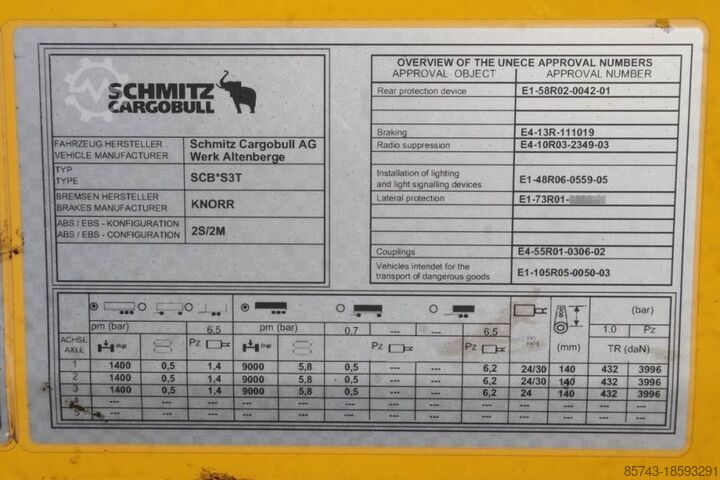 SCHMITZ
CARGOBULL
FAHRZEUG HERSTELLER
VEHICLE MANUFACTURER
Schmitz Cargobull AG
Werk Altenberge
TYP
TYPE
SCB*S3T
BREMSEN HERSTELLER
BRAKES MANUFACTURER
KNORR
ABS / EBS - KONFIGURATION
ABS / EBS - CONFIGURATION
2S/2M
OVERVIEW OF THE UNECE APPROVAL NUMBERS
APPROVAL OBJECT APPROVAL NUMBER
Rear protection device E1-58R02-0042-01
Braking E4-13R-111019
Radio suppression E4-10R03-2349-03
Installation of lighting
and light signalling devices E1-48R06-0559-05
Lateral protection E1-73R01-
Couplings E4-55R01-0306-02
Vehicles intendet for the
transport of dangerous goods E1-105R05-0050-03
(bar)
pm (bar) 6.5 pm (bar) 0.7 --- --- 6.5 1.0 Pz
ACHSE
AXLE
Pz Pz Pz Pz (mm) TR (daN)
1 1400 0,5 1,4 9000 5,8 0,5 --- --- 6,2 24/30 140 432 3996
2 1400 0,5 1,4 9000 5,8 0,5 --- --- 6,2 24/30 140 432 3996
3 1400 0,5 1,4 9000 5,8 0,5 --- --- 6,2 24 140 432 3996
4 --- --- --- --- --- --- --- --- --- --- --- --- ---
5 --- --- --- --- --- --- --- --- --- --- --- --- ---
85743-18593291